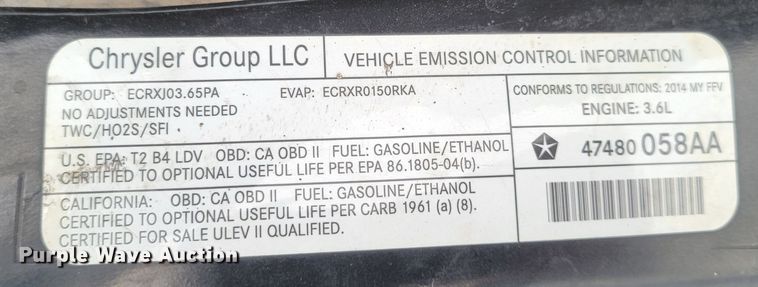 Chrysler Group LLC
VEHICLE EMISSION CONTROL INFORMATION
GROUP: ECRXJ03.65PA EVAP: ECRXR0150RKA
NO ADJUSTMENTS NEEDED
TWC/HO2S/SFI
CONFORMS TO REGULATIONS: 2014 MY FFV
ENGINE: 3.6L
U.S. EPA: T2 B4 LDV OBD: CA OBD II FUEL: GASOLINE/ETHANOL
CERTIFIED TO OPTIONAL USEFUL LIFE PER EPA 86.1805-04(b).
47480 058AA
CALIFORNIA: OBD: CA OBD II FUEL: GASOLINE/ETHANOL
CERTIFIED TO OPTIONAL USEFUL LIFE PER CARB 1961 (a) (8).
CERTIFIED FOR SALE ULEV II QUALIFIED.
Purple Wave Auction